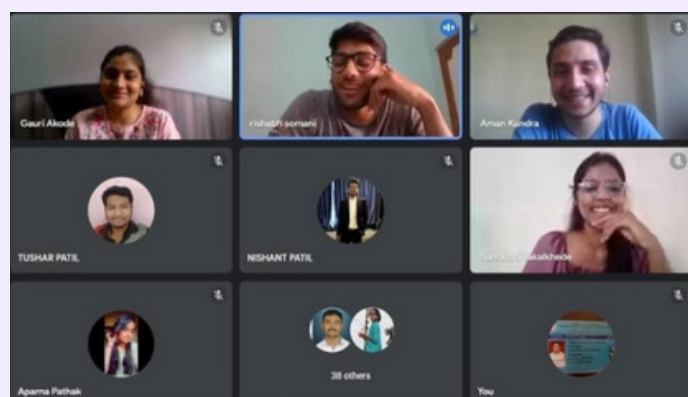 Gauri Akode
rishabh somani
Aman Kundra
TUSHAR PATIL
NISHANT PATIL
Aparna Pathak
38 others
You